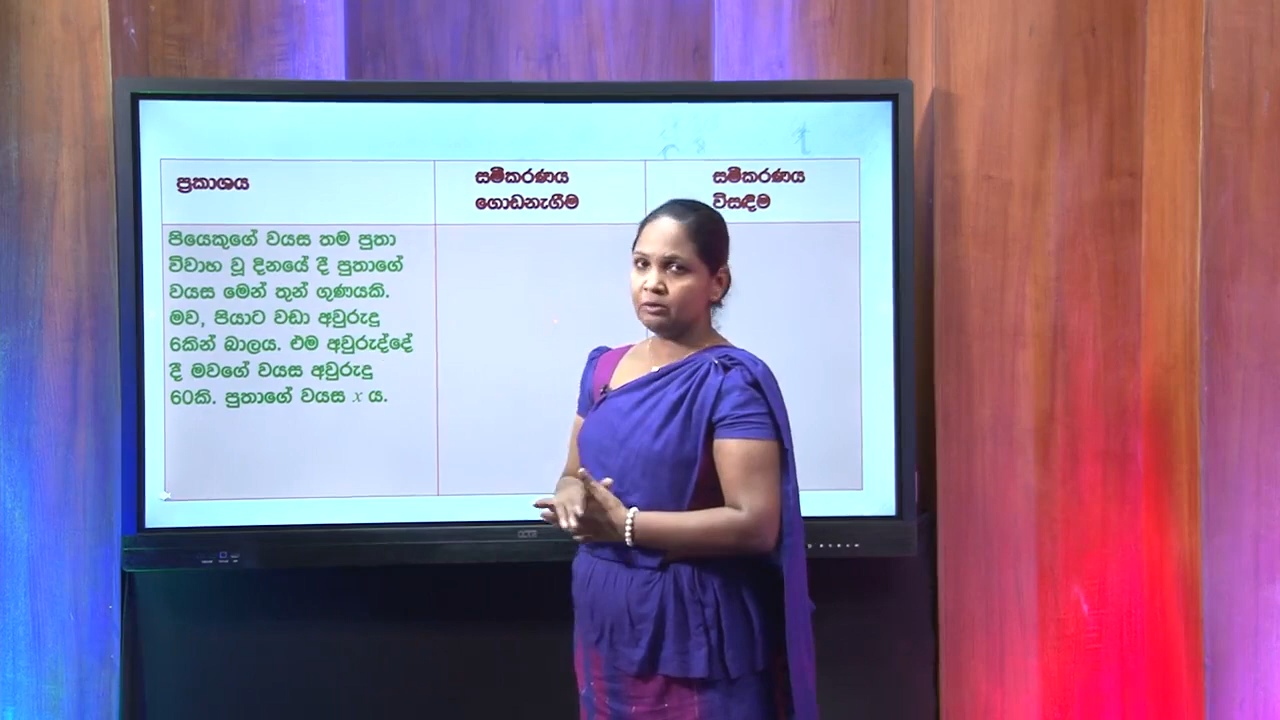 ප්‍රකාශය
සමීකරණය
ගොඩනැගීම
සමීකරණය
විසඳීම
පියෙකුගේ වයස තම පුතා
විවාහ වූ දිනයේ දී පුතාගේ
වයස මෙන් තුන් ගුණයකි.
මව, පියාට වඩා අවුරුදු
6කින් බාලය. එම අවුරුද්දේ
දී මවගේ වයස අවුරුදු
60කි. පුතාගේ වයස x ය.